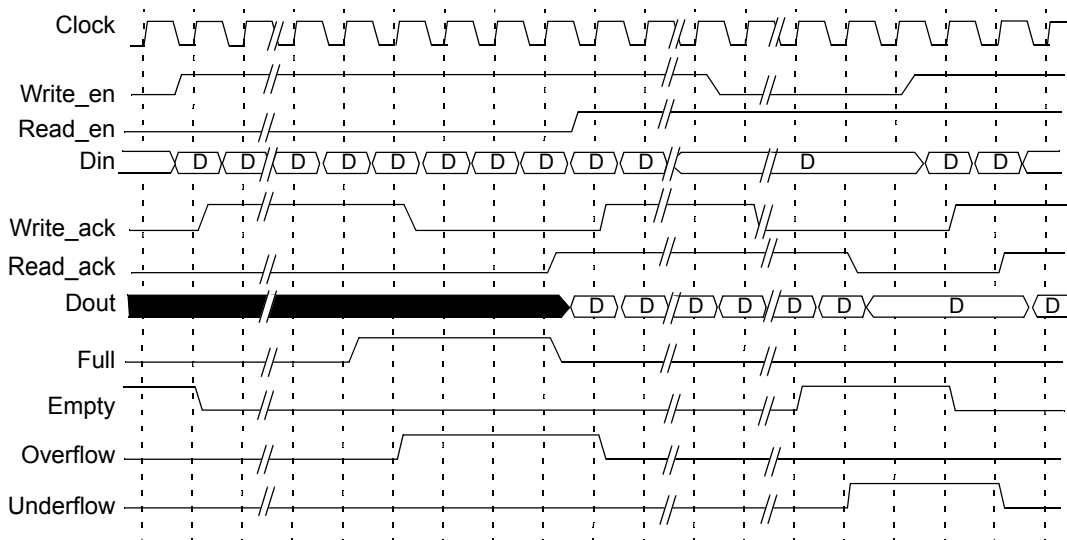 Clock
Write_en
Read_en
Din D D D D D D D D D D D D D
Write_ack
Read_ack
Dout D D D D D D D D
Full
Empty
Overflow
Underflow